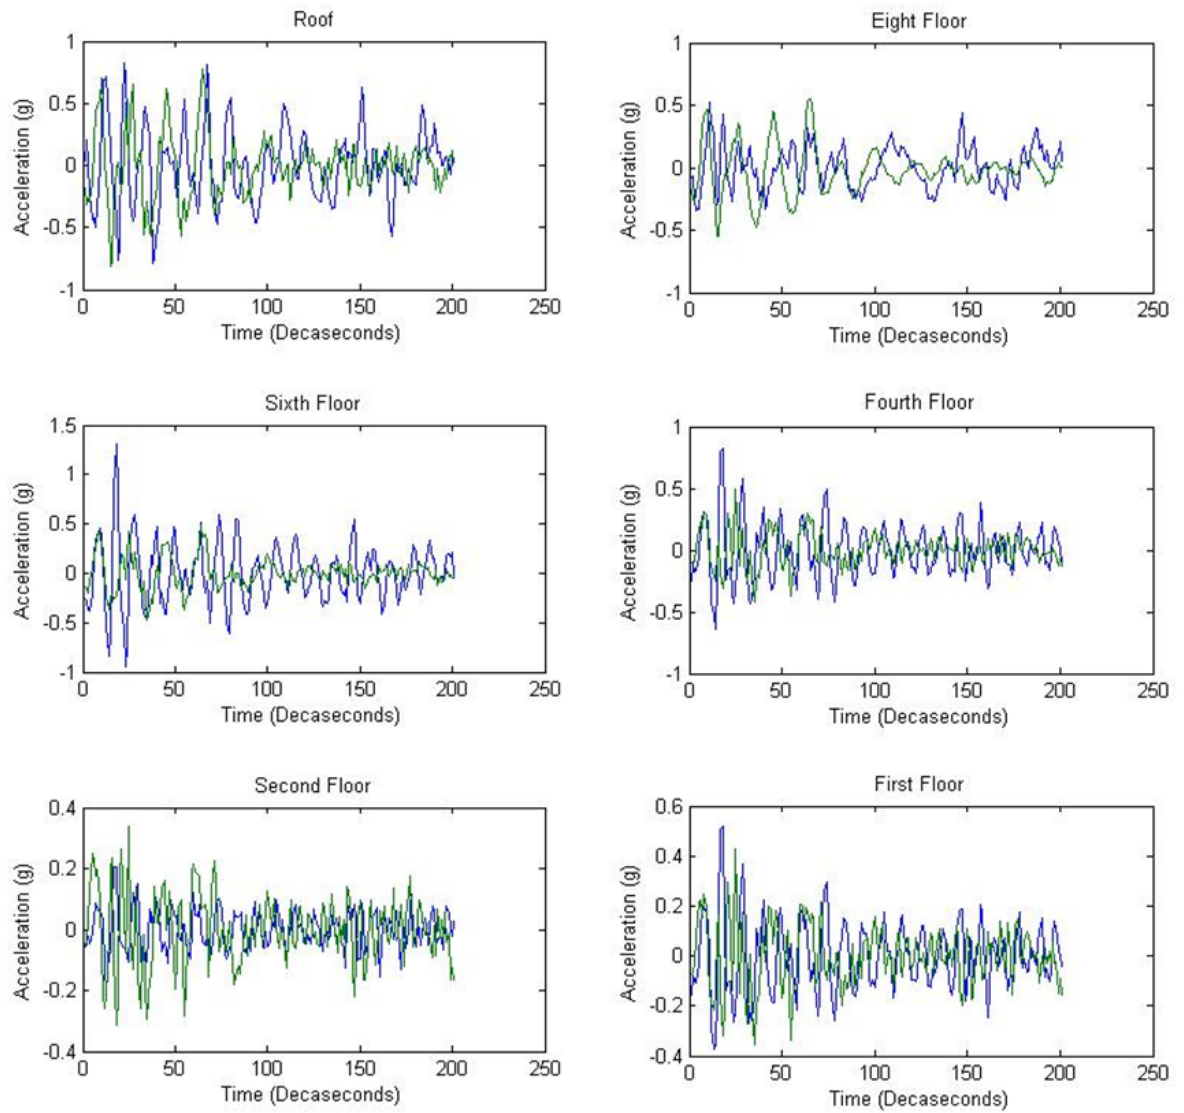 Roof
1
0.5
0
-0.5
-1
Acceleration (g)
0 50 100 150 200 250
Time (Decaseconds)
Eight Floor
1
0.5
0
-0.5
-1
Acceleration (g)
0 50 100 150 200 250
Time (Decaseconds)
Sixth Floor
1.5
1
0.5
0
-0.5
-1
Acceleration (g)
0 50 100 150 200 250
Time (Decaseconds)
Fourth Floor
1
0.5
0
-0.5
-1
Acceleration (g)
0 50 100 150 200 250
Time (Decaseconds)
Second Floor
0.4
0.2
0
-0.2
-0.4
Acceleration (g)
0 50 100 150 200 250
Time (Decaseconds)
First Floor
0.6
0.4
0.2
0
-0.2
-0.4
Acceleration (g)
0 50 100 150 200 250
Time (Decaseconds)